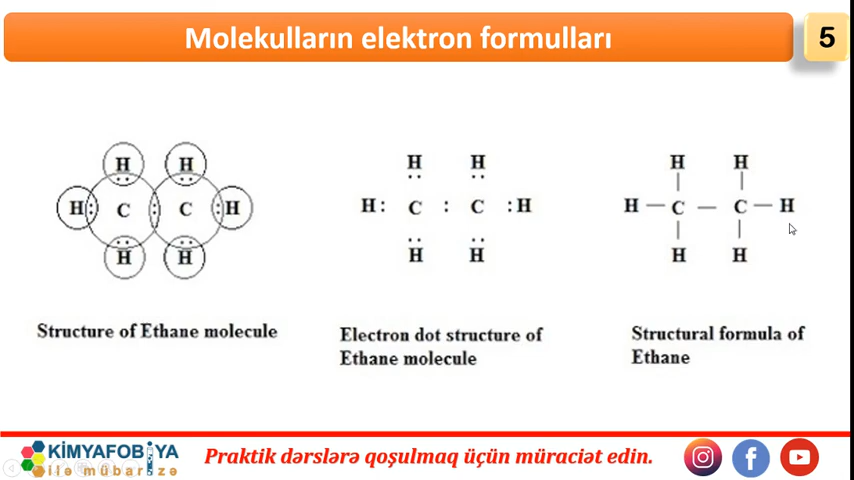 Molekulların elektron formulları
5
H H
H: C : C :H
H H
H H
H: C : C :H
H H
H H
H — C — C — H
H H
Structure of Ethane molecule
Electron dot structure of
Ethane molecule
Structural formula of
Ethane
KİMYAFOBİYA
ilə mübarizə
Praktik dərslərə qoşulmaq üçün müraciət edin.